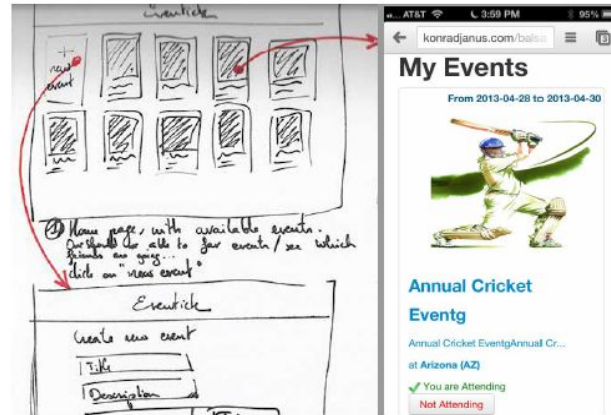 Eventick
+
new
event
① Home page, with available events.
One should be able to fav events / see which
friends are going...
click on "new event"
Eventick
Create new event
Title
Description
AT&T 3:59 PM 95%
konradjanus.com/balsa
My Events
From 2013-04-28 to 2013-04-30
Annual Cricket
Eventg
Annual Cricket EventgAnnual Cr...
at Arizona (AZ)
You are Attending
Not Attending